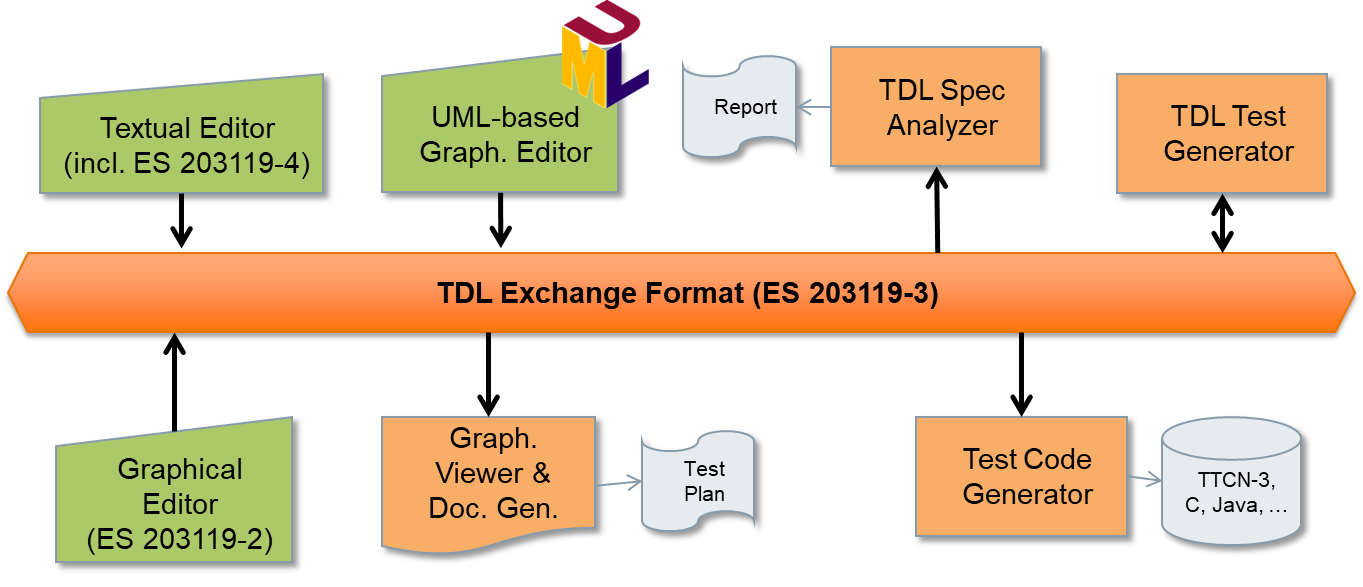 Textual Editor
(incl. ES 203119-4)
UML-based
Graph. Editor
UML
Report
TDL Spec
Analyzer
TDL Test
Generator
TDL Exchange Format (ES 203119-3)
Graphical
Editor
(ES 203119-2)
Graph.
Viewer &
Doc. Gen.
Test
Plan
Test Code
Generator
TTCN-3,
C, Java, …